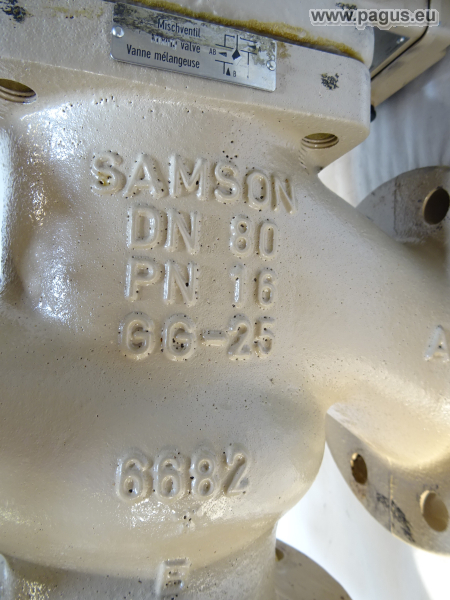 www.pagus.eu
Mischventil
valve
Vanne mélangeuse
AB
B
SAMSON
DN 80
PN 16
GG-25
A
6682